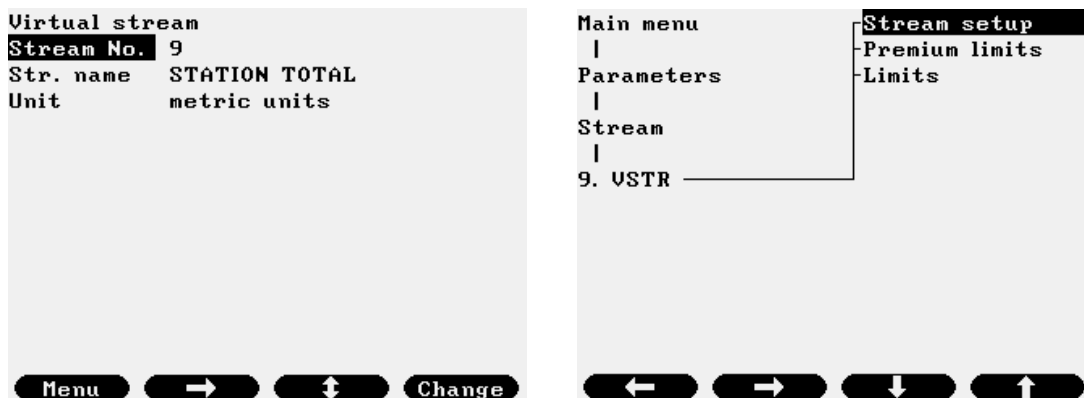 Virtual stream
Stream No. 9
Str. name STATION TOTAL
Unit metric units
Menu
Change
Main menu
Parameters
Stream
9. VSTR
Stream setup
Premium limits
Limits